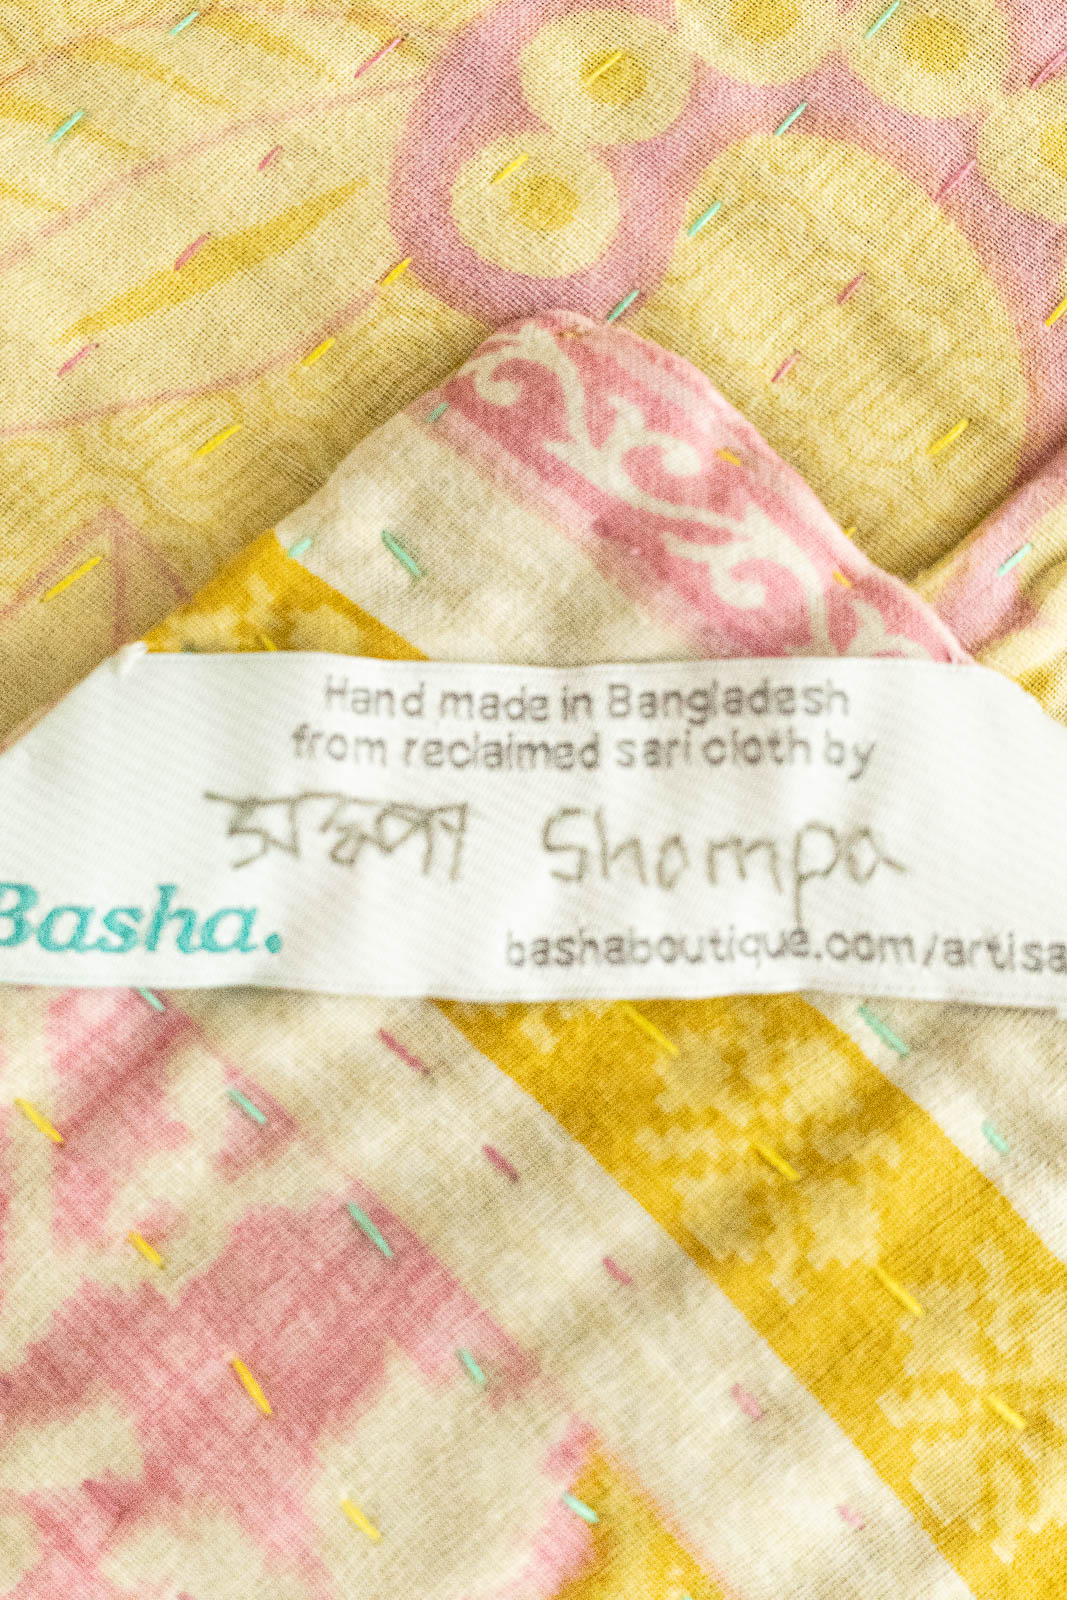 Hand made in Bangladesh
from reclaimed sari cloth by
সম্পা Shompa
Basha.
bashaboutique.com/artisa